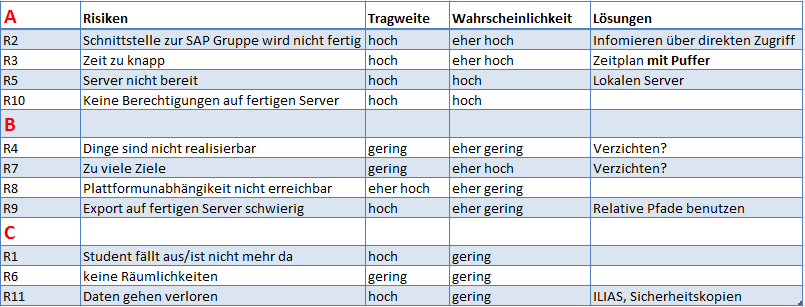 A Risiken Tragweite Wahrscheinlichkeit Lösungen
R2 Schnittstelle zur SAP Gruppe wird nicht fertig hoch eher hoch Infomieren über direkten Zugriff
R3 Zeit zu knapp hoch eher hoch Zeitplan mit Puffer
R5 Server nicht bereit hoch hoch Lokalen Server
R10 Keine Berechtigungen auf fertigen Server hoch hoch
B
R4 Dinge sind nicht realisierbar gering eher gering Verzichten?
R7 Zu viele Ziele gering eher hoch Verzichten?
R8 Plattformunabhängikeit nicht erreichbar eher hoch eher gering
R9 Export auf fertigen Server schwierig hoch eher gering Relative Pfade benutzen
C
R1 Student fällt aus/ist nicht mehr da hoch gering
R6 keine Räumlichkeiten gering gering
R11 Daten gehen verloren hoch gering ILIAS, Sicherheitskopien